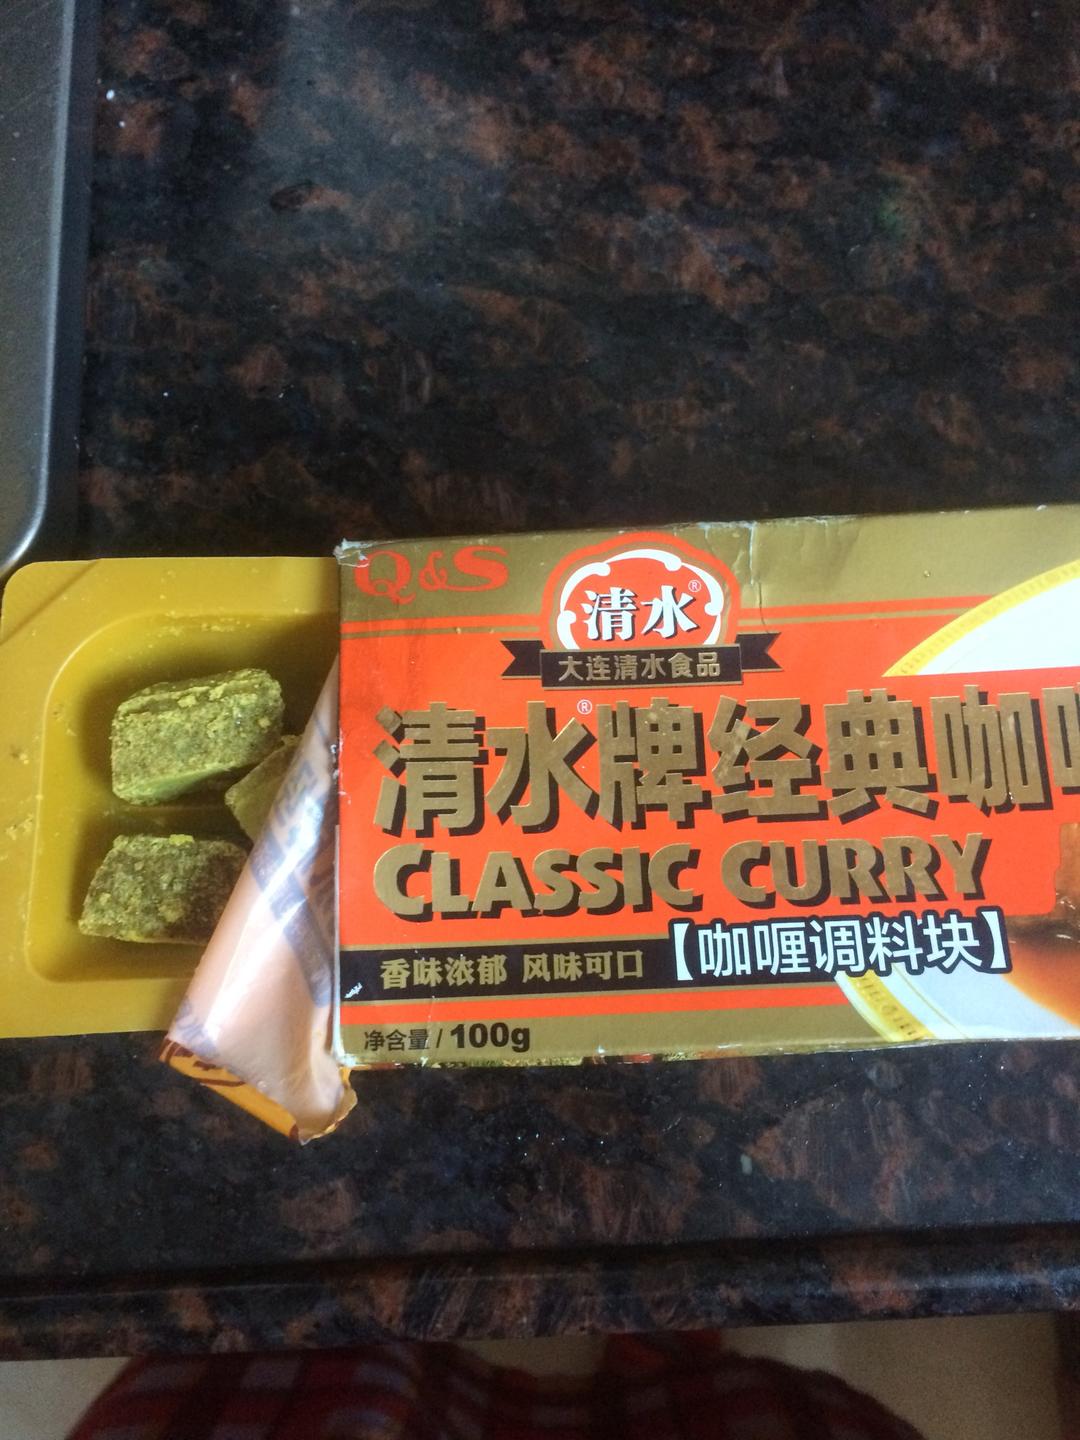 Q&S
清水®
大连清水食品
清水®牌经典咖
CLASSIC CURRY
【咖喱调料块】
香味浓郁 风味可口
净含量 / 100g